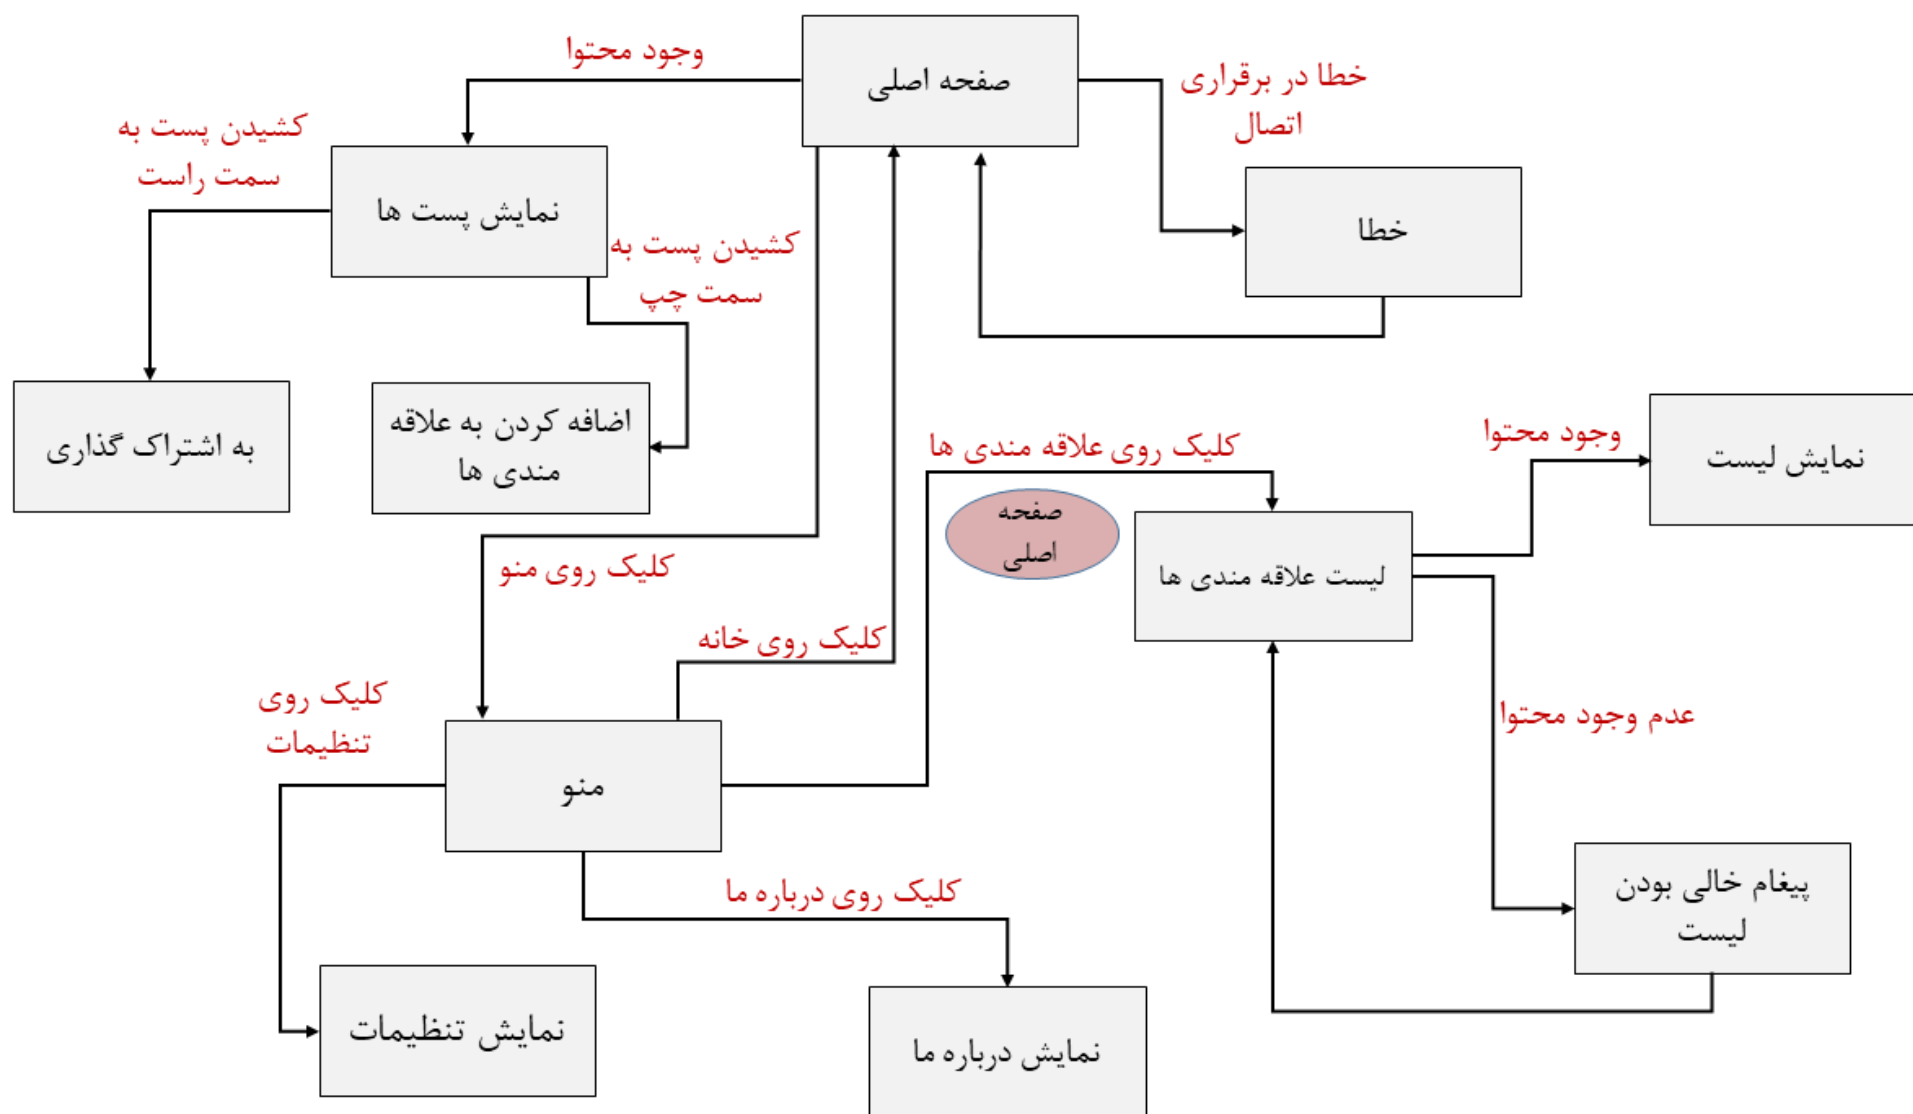 صفحه اصلی
وجود محتوا
خطا در برقراری
اتصال
کشیدن پست به
سمت راست
نمایش پست ها
خطا
کشیدن پست به
سمت چپ
به اشتراک گذاری
اضافه کردن به علاقه
مندی ها
کلیک روی علاقه مندی ها
وجود محتوا
نمایش لیست
صفحه
اصلی
لیست علاقه مندی ها
کلیک روی منو
کلیک روی خانه
کلیک روی
تنظیمات
عدم وجود محتوا
منو
کلیک روی درباره ما
پیغام خالی بودن
لیست
نمایش تنظیمات
نمایش درباره ما